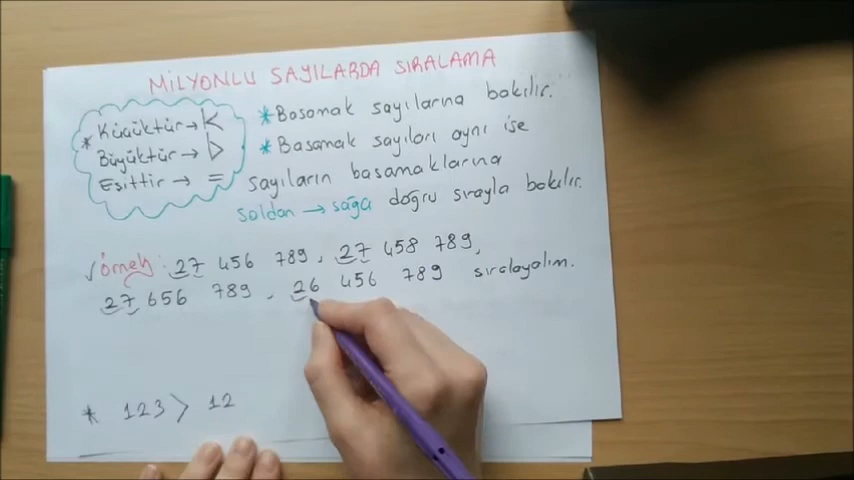 MİLYONLU SAYILARDA SIRALAMA
* Küçüktür → <
Büyüktür → >
Eşittir → =
* Basamak sayılarına bakılır.
* Basamak sayıları aynı ise
sayıların basamaklarına
soldan → sağa doğru sırayla bakılır.
√ Örnek: 27 456 789, 27 458 789,
27 656 789, 26 456 789 sıralayalım.
* 123 > 12